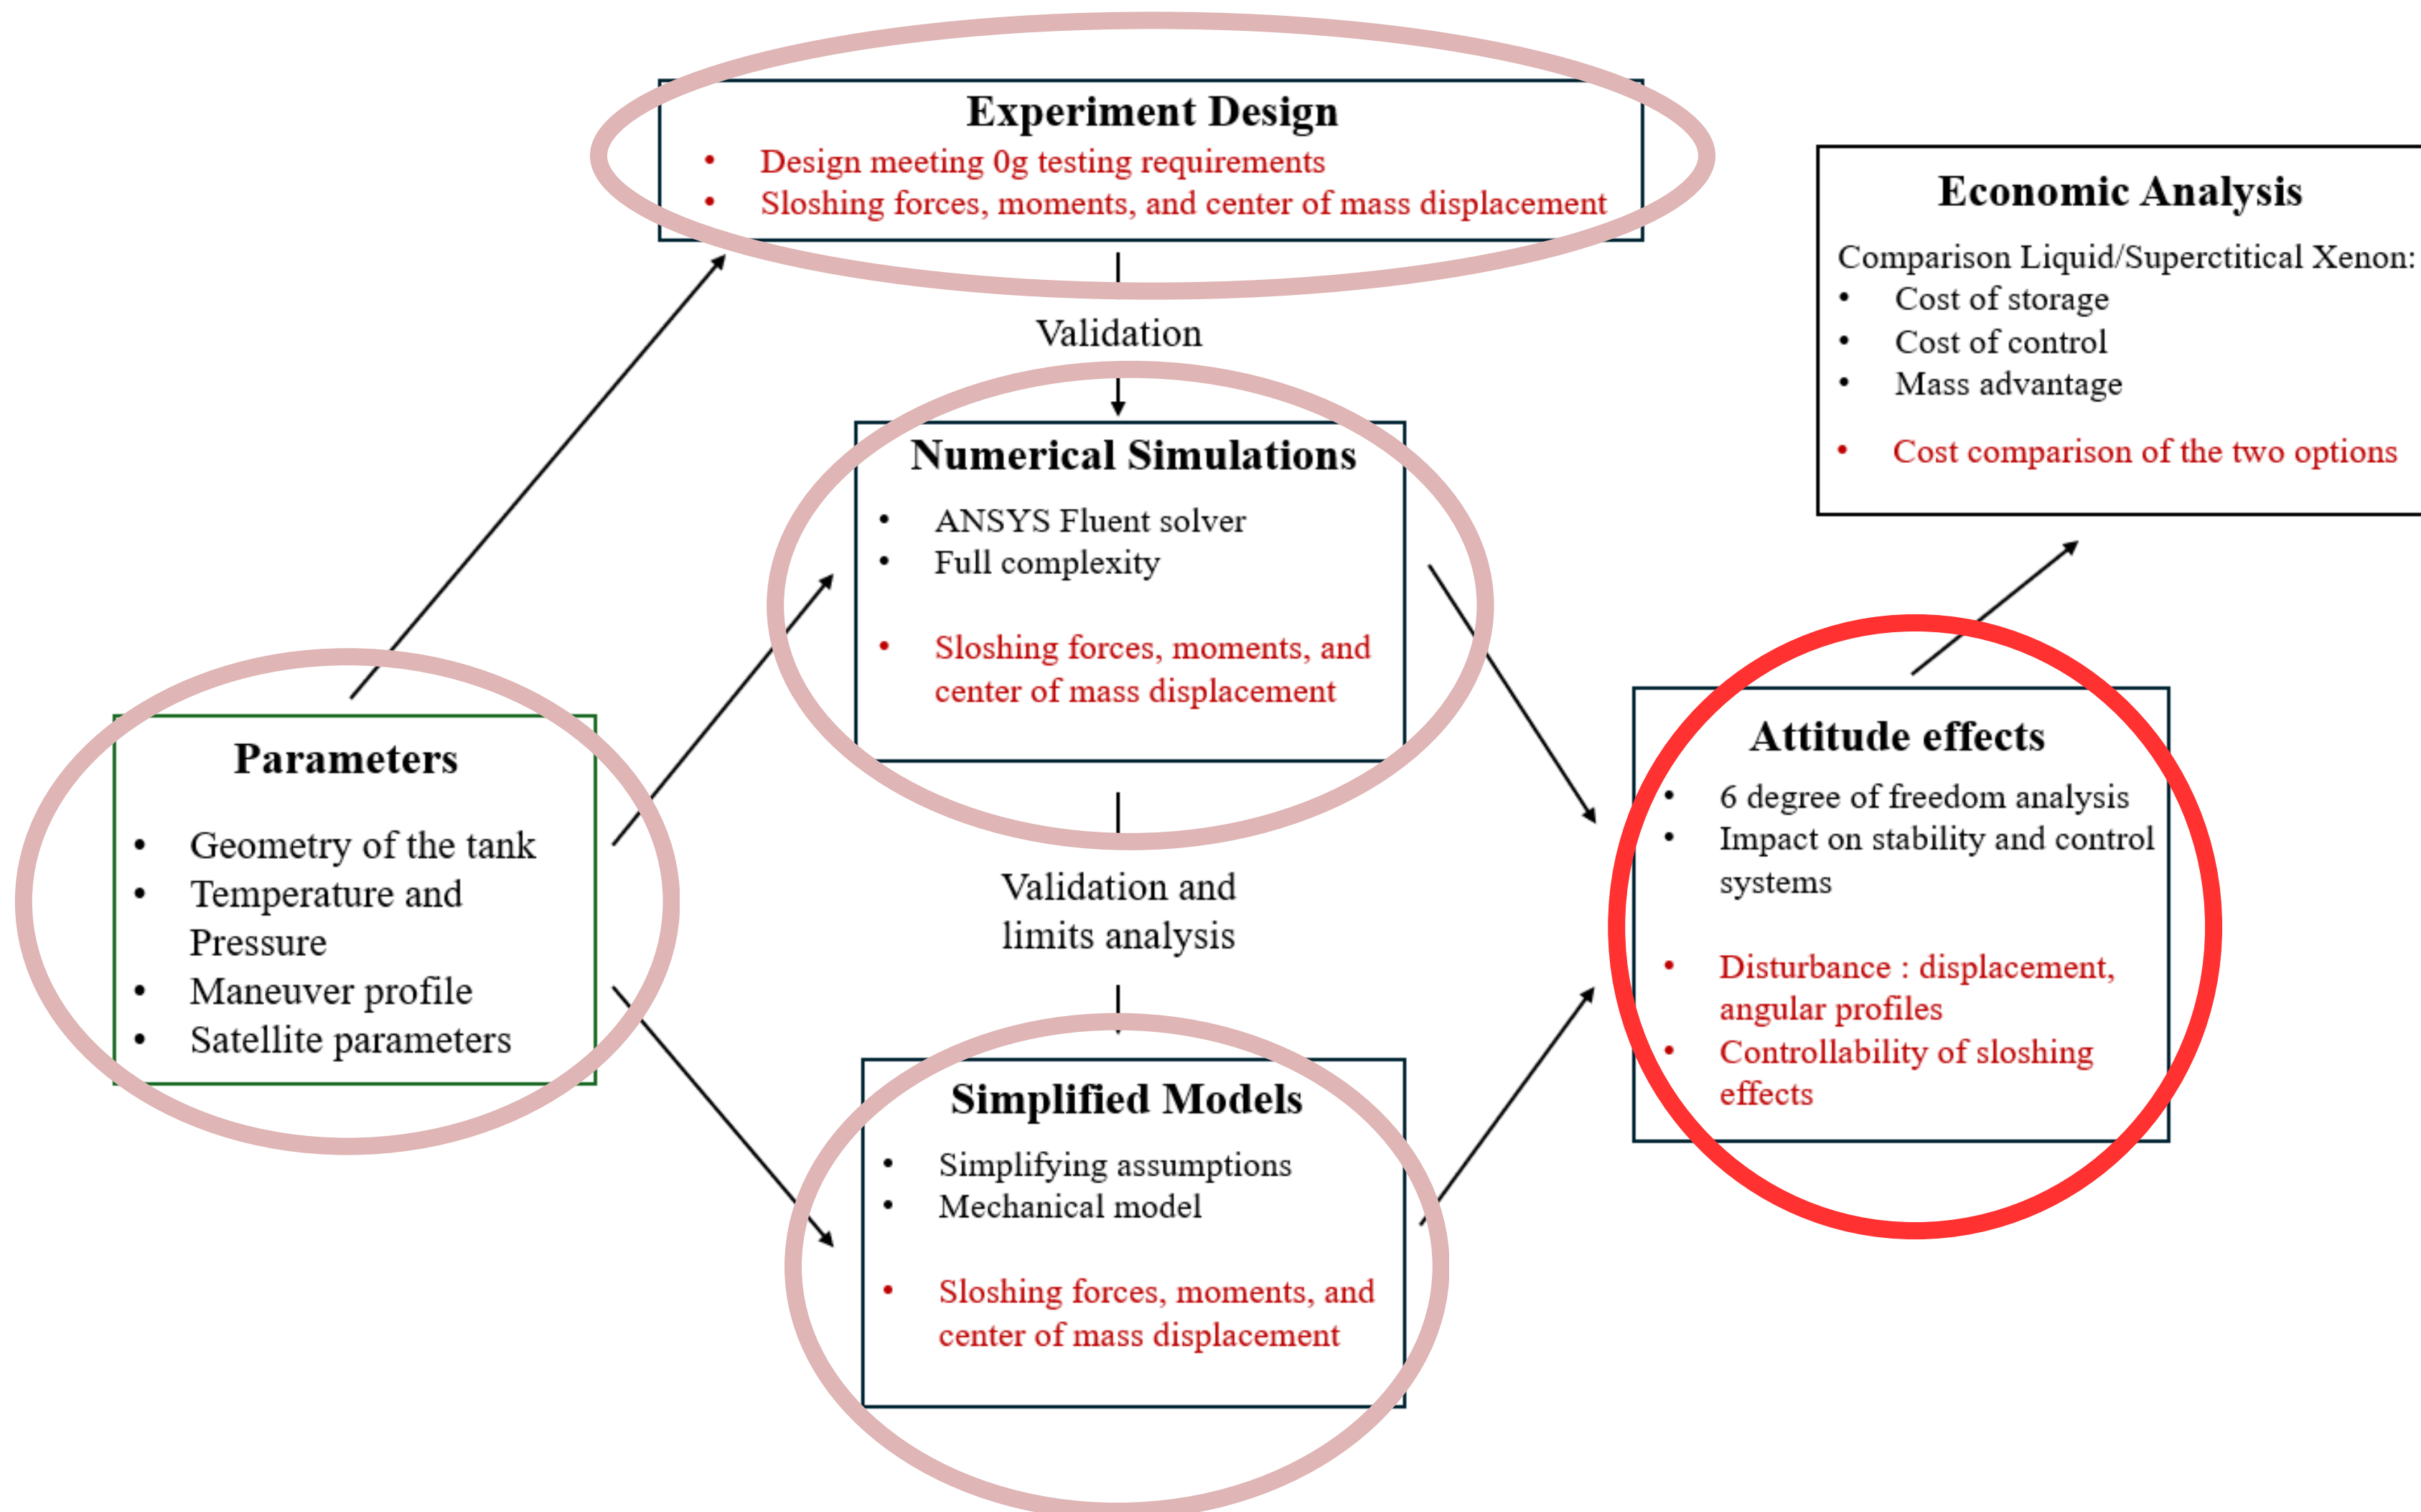 Experiment Design
• Design meeting 0g testing requirements
• Sloshing forces, moments, and center of mass displacement
Economic Analysis
Comparison Liquid/Superctitical Xenon:
• Cost of storage
• Cost of control
• Mass advantage
• Cost comparison of the two options
Validation
Numerical Simulations
• ANSYS Fluent solver
• Full complexity
• Sloshing forces, moments, and
center of mass displacement
Parameters
• Geometry of the tank
• Temperature and
Pressure
• Maneuver profile
• Satellite parameters
Validation and
limits analysis
Attitude effects
• 6 degree of freedom analysis
• Impact on stability and control
systems
• Disturbance : displacement,
angular profiles
• Controllability of sloshing
effects
Simplified Models
• Simplifying assumptions
• Mechanical model
• Sloshing forces, moments, and
center of mass displacement